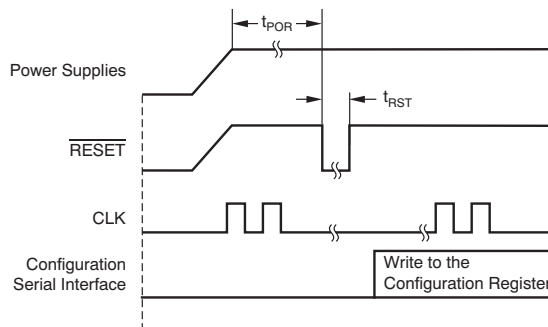 tPOR
Power Supplies
tRST
RESET
CLK
Configuration
Serial Interface
Write to the
Configuration Register